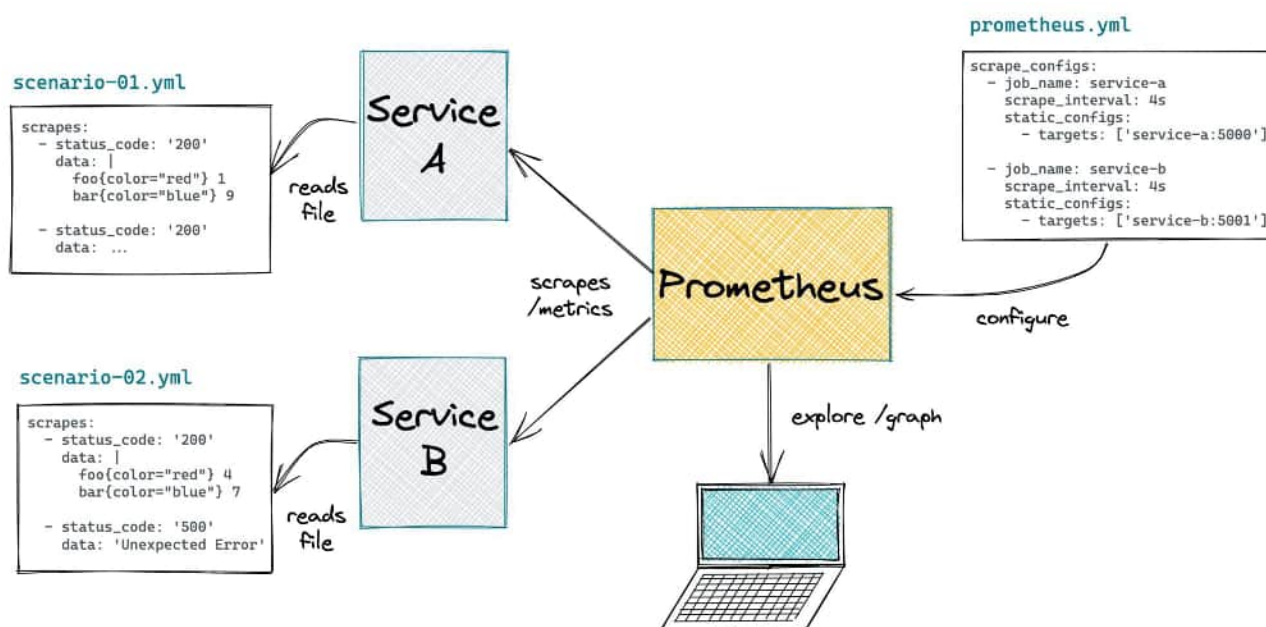 prometheus.yml
scrape_configs:
- job_name: service-a
scrape_interval: 4s
static_configs:
- targets: ['service-a:5000']
- job_name: service-b
scrape_interval: 4s
static_configs:
- targets: ['service-b:5001']
scenario-01.yml
scrapes:
- status_code: '200'
data: |
foo{color="red"} 1
bar{color="blue"} 9
- status_code: '200'
data: ...
reads
file
Service
A
scrapes
/metrics
Prometheus
configure
scenario-02.yml
scrapes:
- status_code: '200'
data: |
foo{color="red"} 4
bar{color="blue"} 7
- status_code: '500'
data: 'Unexpected Error'
reads
file
Service
B
explore /graph